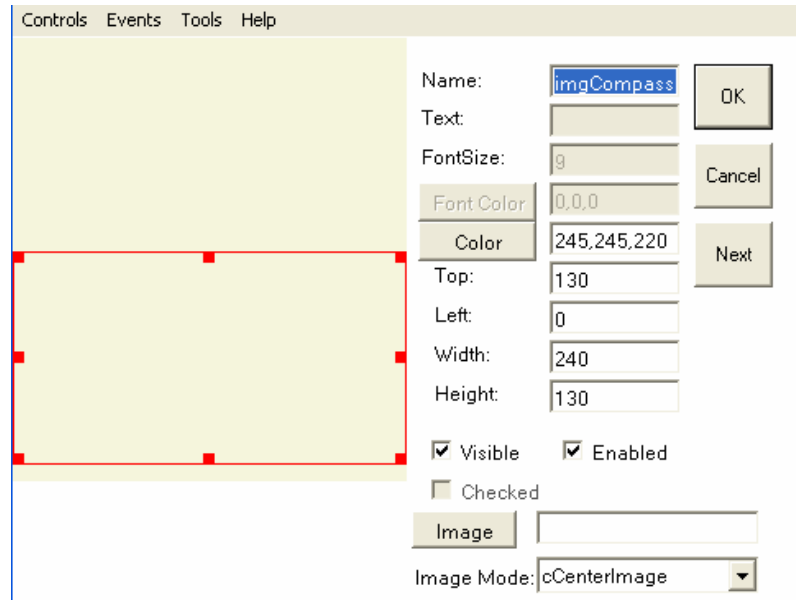 Controls Events Tools Help
Name: imgCompass OK
Text:
FontSize: 9 Cancel
Font Color 0,0,0
Color 245,245,220 Next
Top: 130
Left: 0
Width: 240
Height: 130
Visible Enabled
Checked
Image
Image Mode: cCenterImage